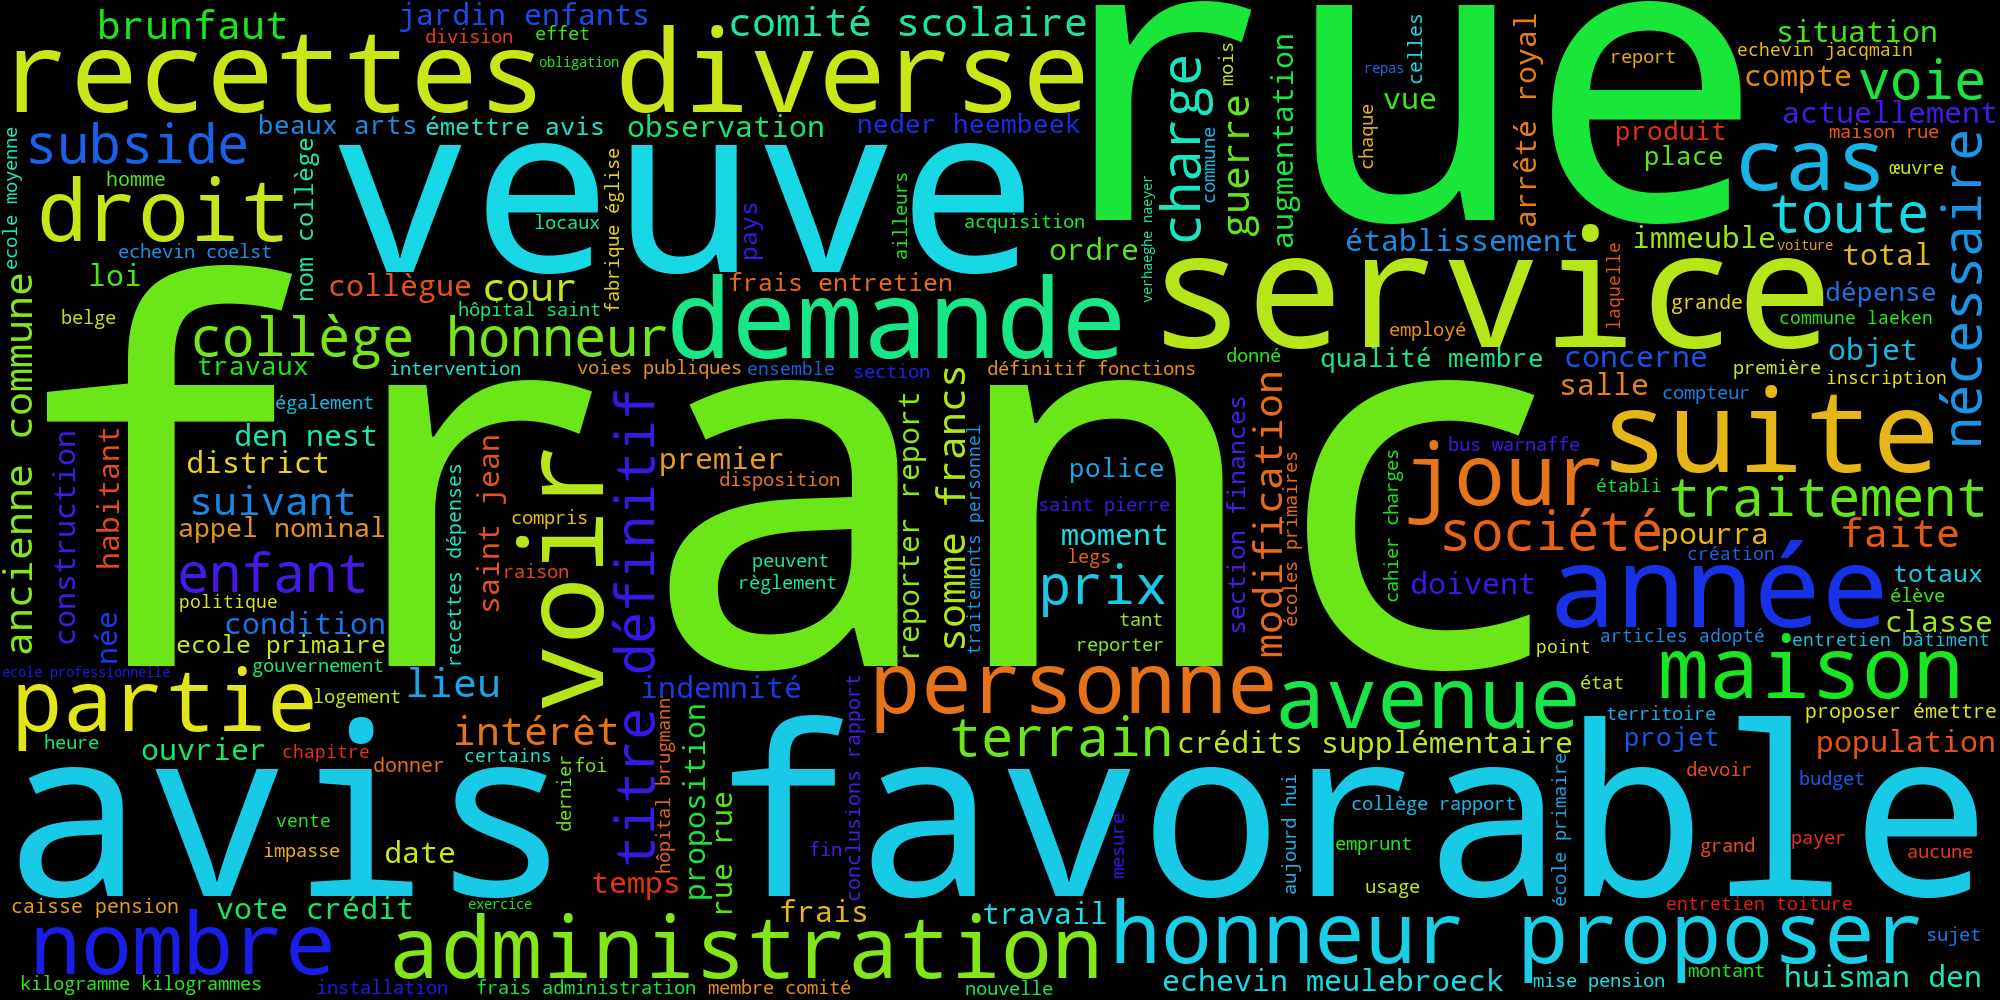 brunfaut
jardin enfants
division
effet
comité scolaire
rue
situation
recettes diverse
obligation
charge
mois
augmentation
repas
celles
arrêté royal
report
echevin jacqmain
compte
voie
vue
actuellement
subside
beaux arts
émettre avis
observation
neder heembeek
produit
maison rue
ecole moyenne
homme
droit
nom collège
veuve
fabrique église
locaux
pays
ailleurs
acquisition
commune
guerre
chaque
place
cas
œuvre
toute
nécessaire
echevin coelst
ordre
verhaeghe naeyer
établissement
immeuble
voiture
total
loi
collègue
cour
frais entretien
service
laquelle
grande
dépense
belge
hôpital saint
collège honneur
demande
employé
commune laeken
ancienne commune
travaux
intervention
voies publiques
ensemble
section
définitif fonctions
donné
qualité membre
concerne
objet
première
inscription
franc
également
salle
compteur
suite
construction
habitant
den nest
district
suivant
appel nominal
enfant
politique
née
condition
ecole primaire
gouvernement
ecole professionnelle
recettes dépenses
saint jean
compris
raison
voir
titre définitif
premier
disposition
peuvent
règlement
reporter report
somme francs
traitements personnel
police
saint pierre
moment
legs
prix
tant
reporter
section finances
modification
écoles primaires
cahier charges
bus warnaffe
jour
établi
traitement
société
pourra
faite
création
doivent
année
totaux
élève
classe
articles adopté
entretien bâtiment
point
partie
logement
lieu
indemnité
personne
avenue
état
maison
heure
ouvrier
chapitre
intérêt
donner
certains
dernier
foi
hôpital brugmann
proposition
rue rue
conclusions rapport
terrain
crédits supplémentaire
territoire
proposer émettre
projet
population
avis favorable
vente
impasse
date
temps
fin
mesure
aujourd hui
collège rapport
emprunt
usage
école primaire
devoir
budget
grand
payer
aucune
caisse pension
vote crédit
exercice
frais
travail
entretien toiture
nombre
administration
honneur proposer
sujet
kilogramme kilogrammes
installation
frais administration
membre comité
nouvelle
echevin meulebroeck
mise pension
montant
huisman den